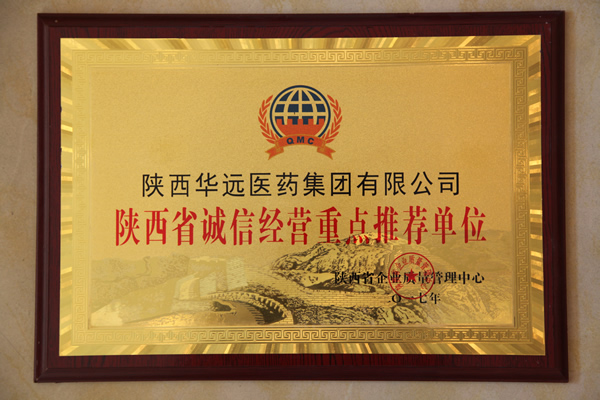 QMC
陕西华远医药集团有限公司
陕西省诚信经营重点推荐单位
陕西省企业质量管理中心
〇一七年